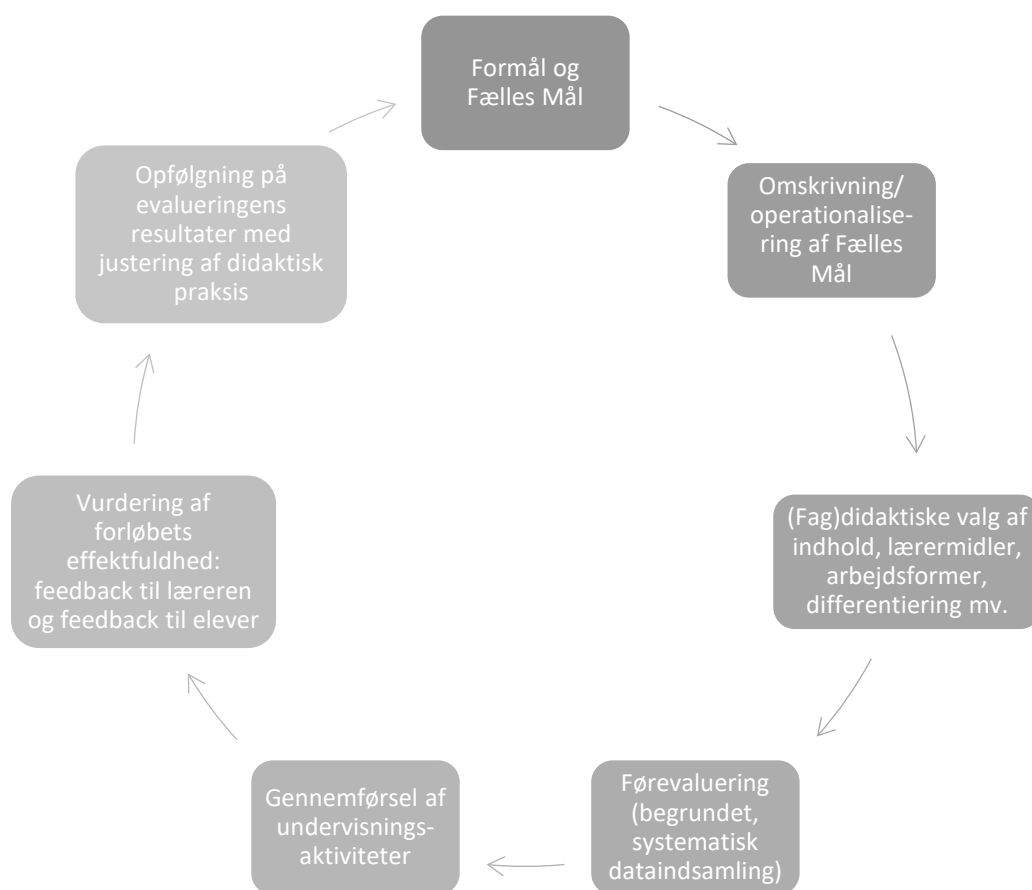 Formål og
Fælles Mål
Omskrivning/
operationalise-
ring af Fælles
Mål
(Fag)didaktiske valg af
indhold, lærermidler,
arbejdsformer,
differentiering mv.
Førevaluering
(begrundet,
systematisk
dataindsamling)
Gennemførsel af
undervisnings-
aktiviteter
Vurdering af
forløbets
effektfuldhed:
feedback til læreren
og feedback til elever
Opfølgning på
evalueringens
resultater med
justering af didaktisk
praksis